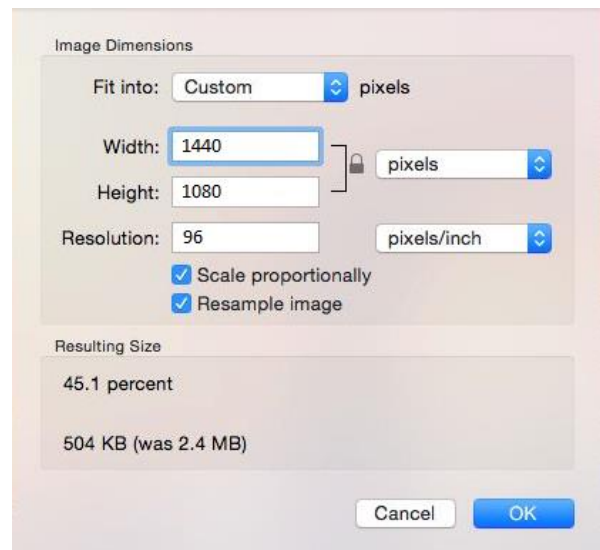 Image Dimensions
Fit into: Custom pixels
Width: 1440
pixels
Height: 1080
Resolution: 96 pixels/inch
Scale proportionally
Resample image
Resulting Size
45.1 percent
504 KB (was 2.4 MB)
Cancel OK